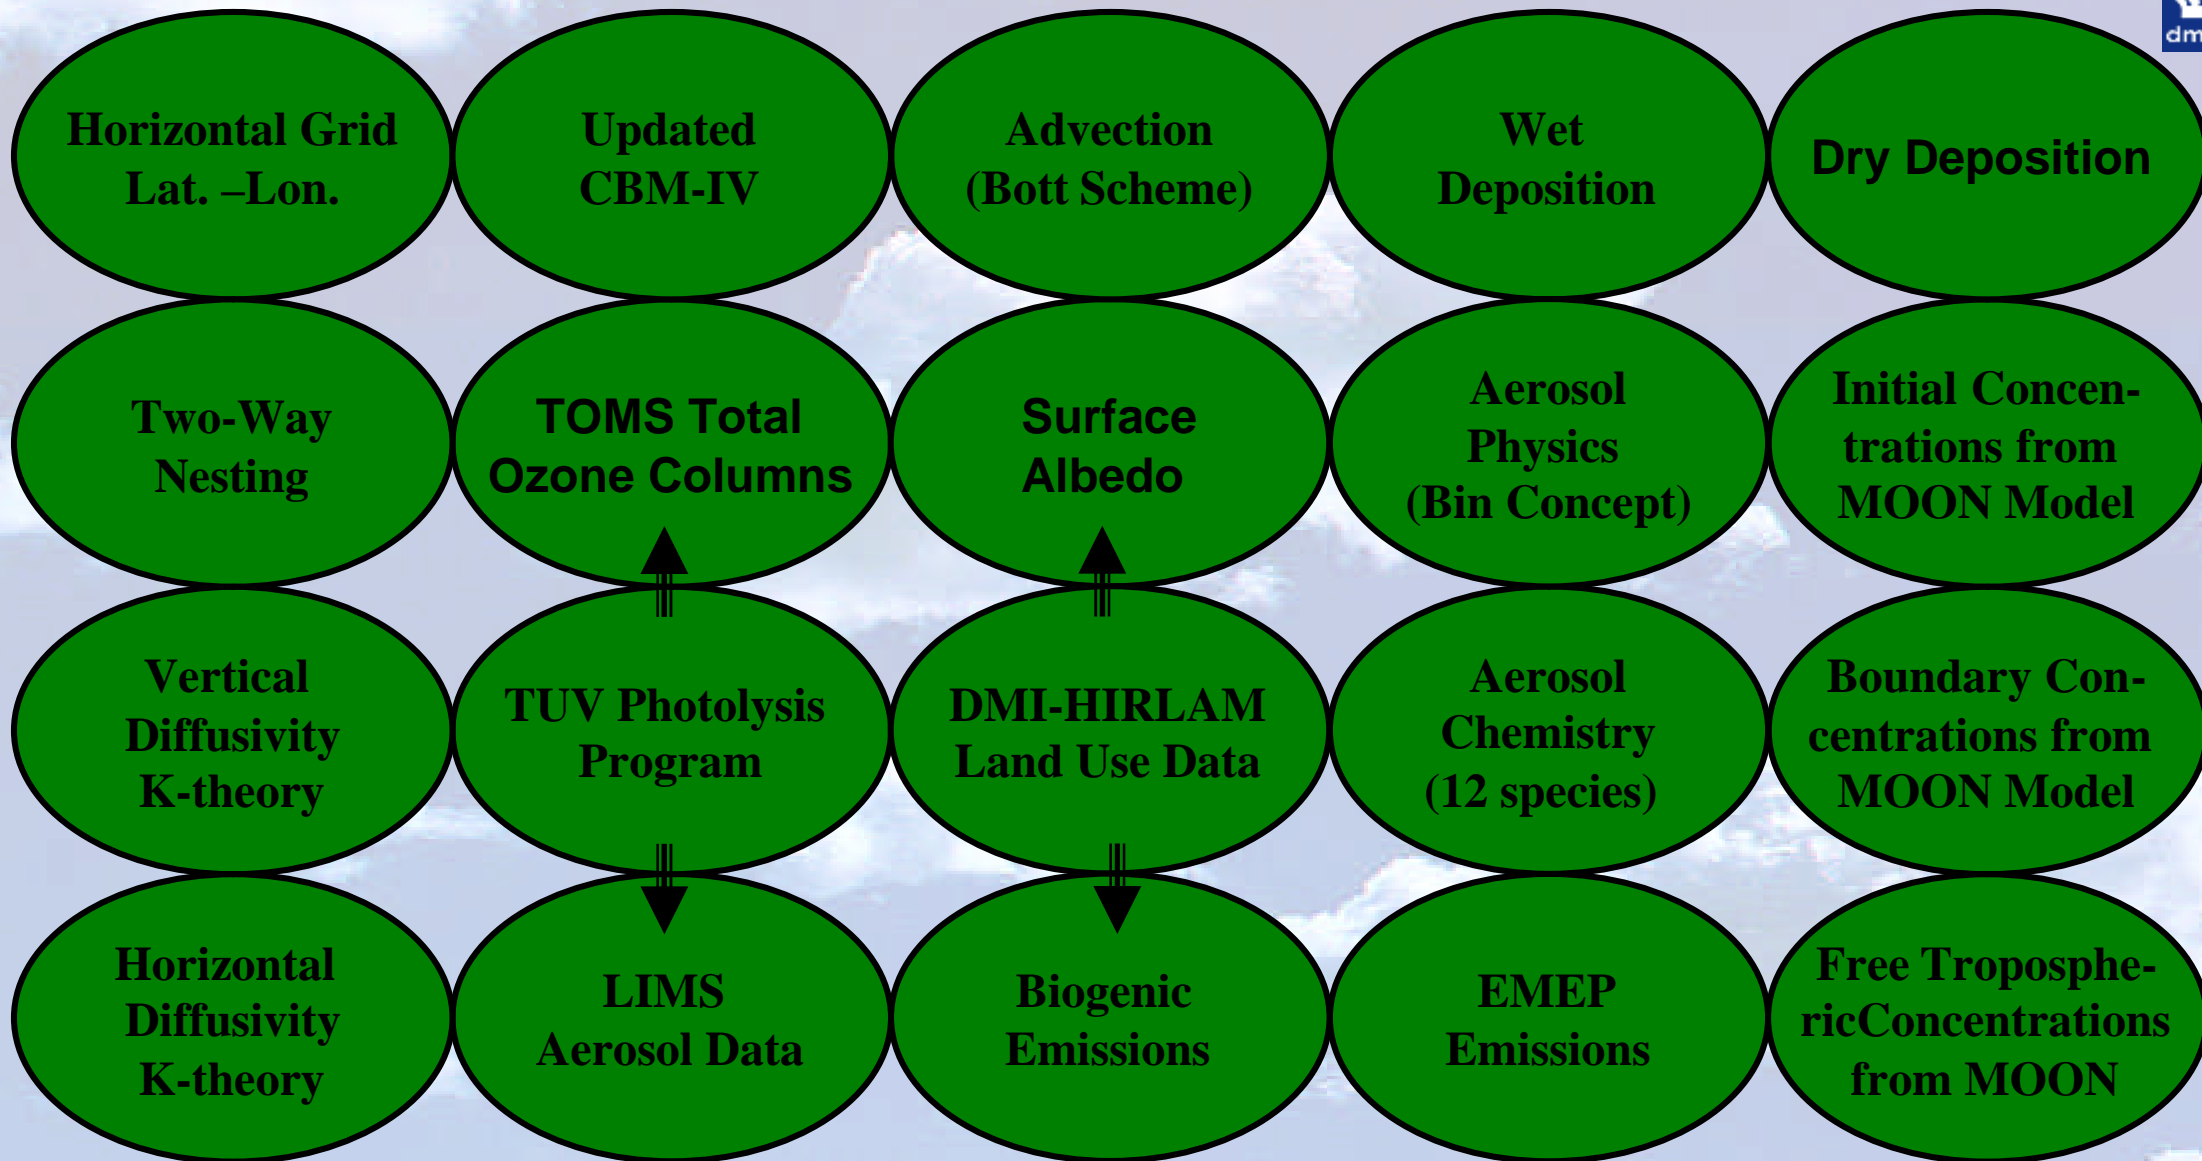 dm
Horizontal Grid
Lat. –Lon.
Updated
CBM-IV
Advection
(Bott Scheme)
Wet
Deposition
Dry Deposition
Two-Way
Nesting
TOMS Total
Ozone Columns
Surface
Albedo
Aerosol
Physics
(Bin Concept)
Initial Concen-
trations from
MOON Model
Vertical
Diffusivity
K-theory
TUV Photolysis
Program
DMI-HIRLAM
Land Use Data
Aerosol
Chemistry
(12 species)
Boundary Con-
centrations from
MOON Model
Horizontal
Diffusivity
K-theory
LIMS
Aerosol Data
Biogenic
Emissions
EMEP
Emissions
Free Troposphe-
ricConcentrations
from MOON